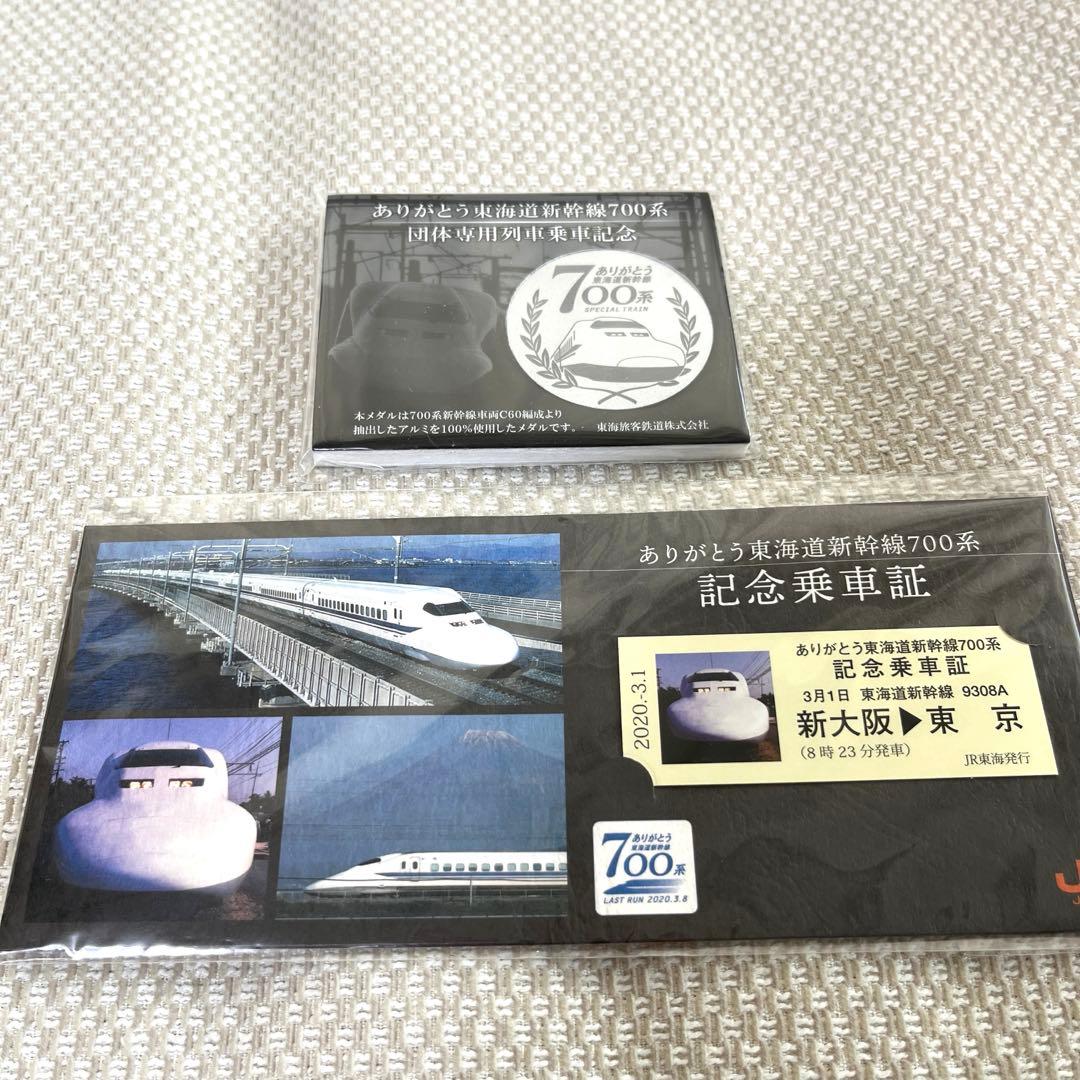 ありがとう東海道新幹線700系
団体専用列車乗車記念
ありがとう
東海道新幹線
700系
SPECIAL TRAIN
本メダルは700系新幹線車両C60編成より
抽出したアルミを100%使用したメダルです。 東海旅客鉄道株式会社
ありがとう東海道新幹線700系
記念乗車証
2020.-3.1
ありがとう東海道新幹線700系
記念乗車証
3月1日 東海道新幹線 9308A
新大阪▶東 京
(8時23分発車)
JR東海発行
ありがとう
東海道新幹線
700系
LAST RUN 2020.3.8